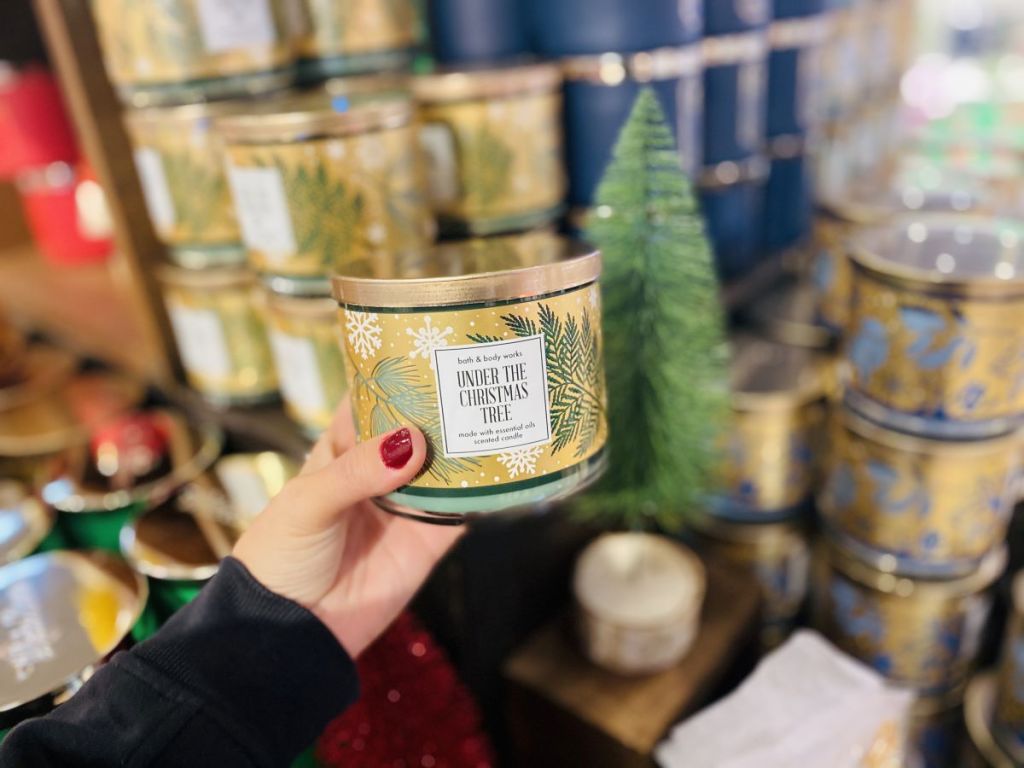 bath & body works
UNDER THE
CHRISTMAS
TREE
made with essential oils
scented candle